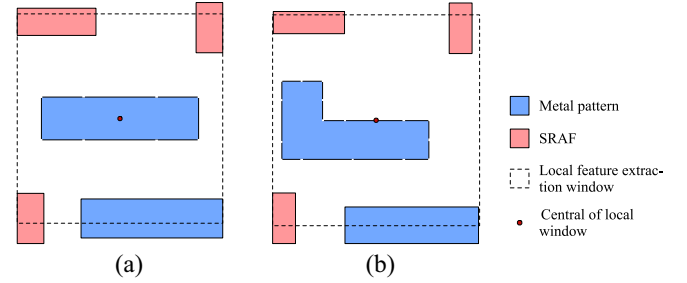 Metal pattern
SRAF
Local feature extrac-
tion window
Central of local
window
(a)
(b)